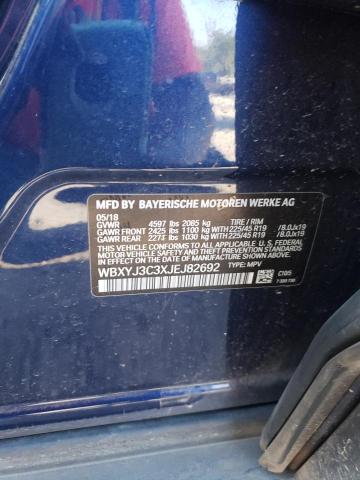 MFD BY BAYERISCHE MOTOREN WERKE AG
05/18
GVWR 4597 lbs 2085 kg TIRE / RIM
GAWR FRONT 2425 lbs 1100 kg WITH 225/45 R19 / 8.0Jx19
GAWR REAR 2271 lbs 1030 kg WITH 225/45 R19 / 8.0Jx19
THIS VEHICLE CONFORMS TO ALL APPLICABLE U.S. FEDERAL
MOTOR VEHICLE SAFETY AND THEFT PREVENTION STANDARDS
IN EFFECT ON THE DATE OF MANUFACTURE SHOWN ABOVE.
WBXYJ3C3XJEJ82692 TYPE: MPV
C10/5